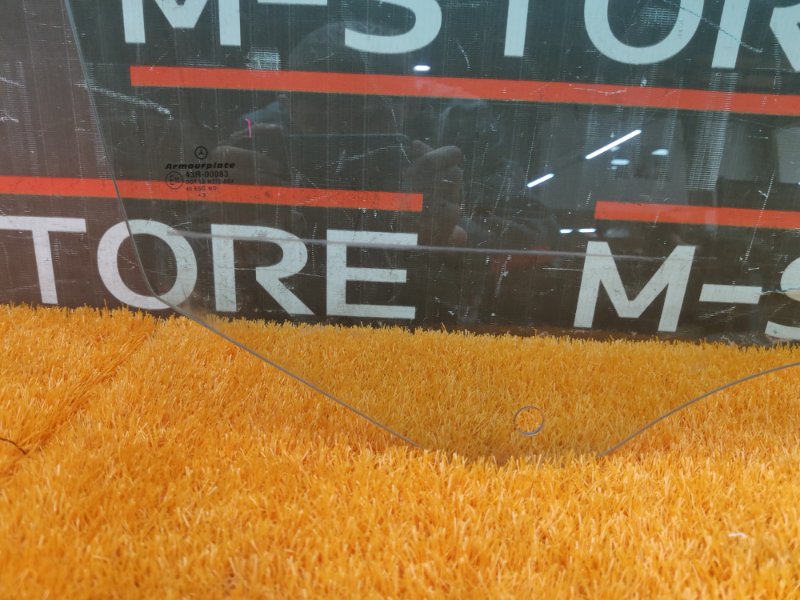 M-STOR
Armourplate
43R-00083
TORE M-S